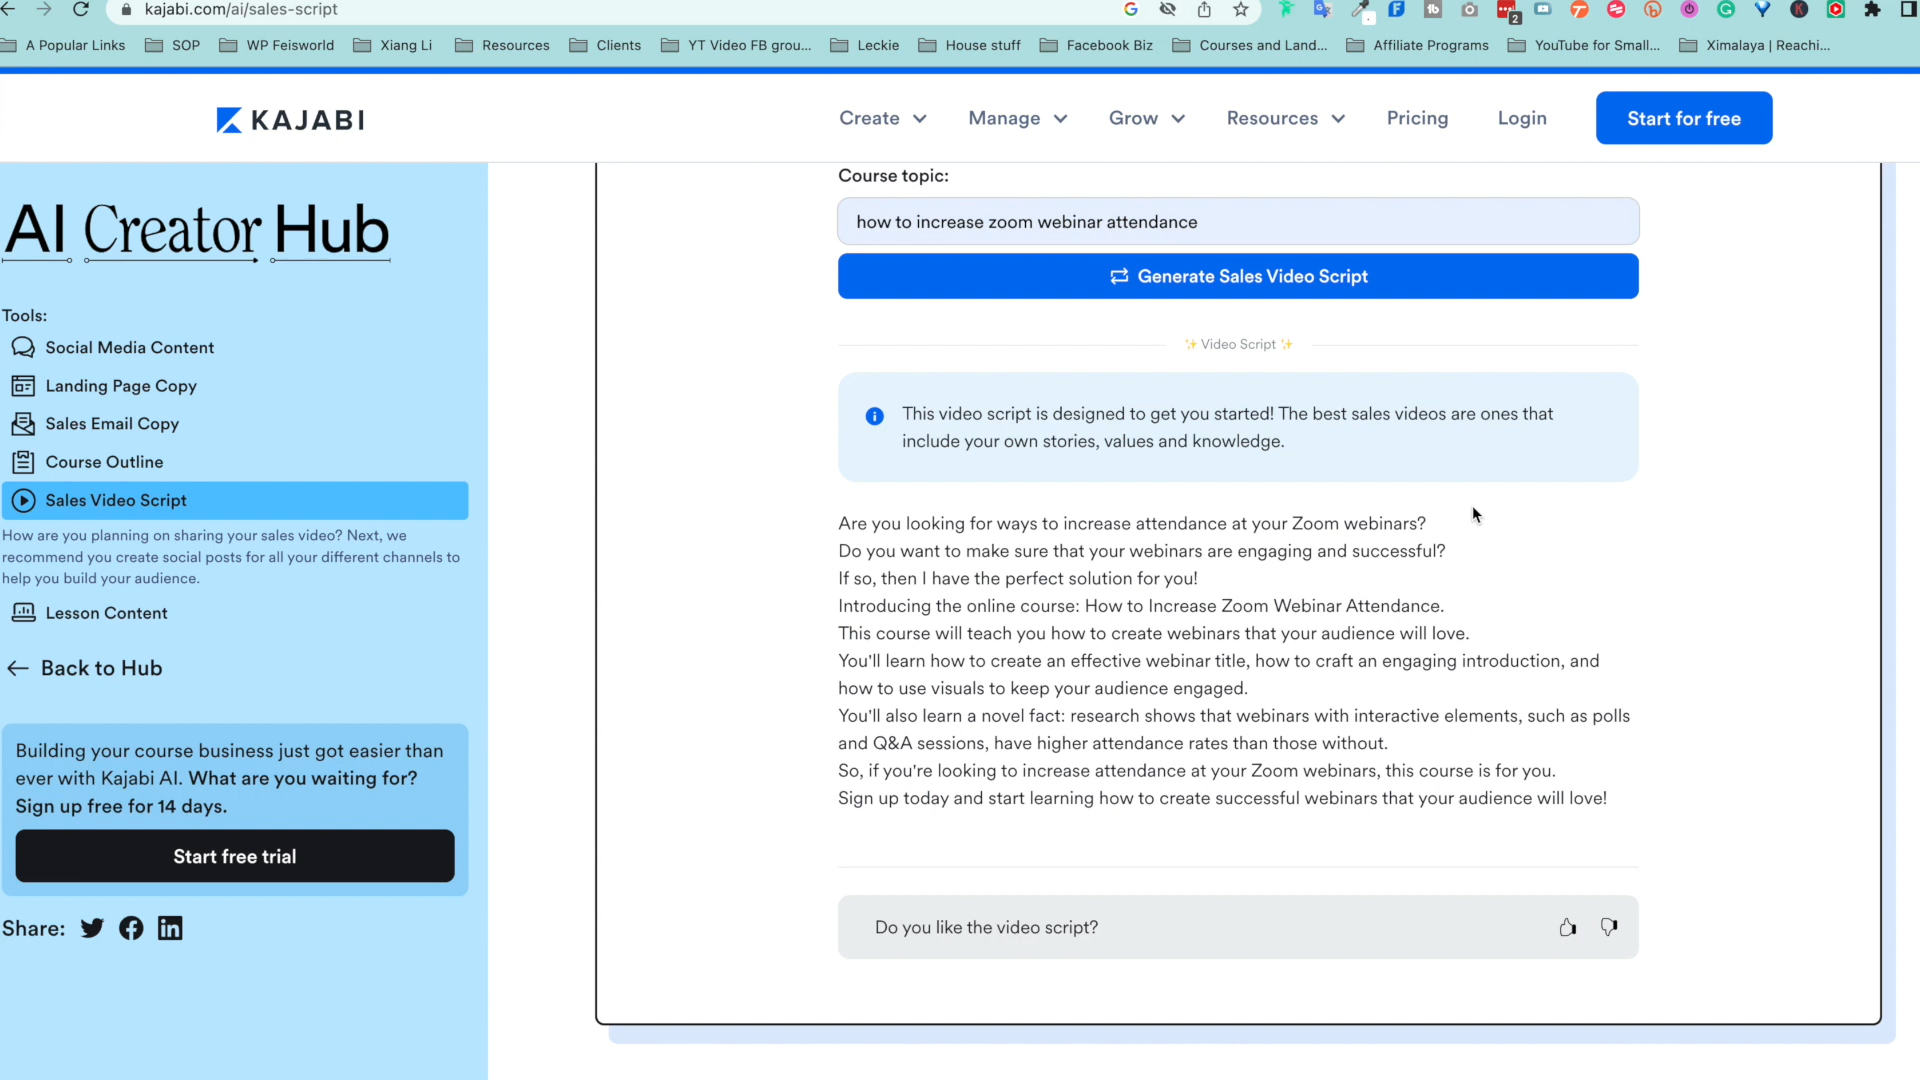 kajabi.com/ai/sales-script
A Popular Links
SOP
WP Feisworld
Xiang Li
Resources
Clients
YT Video FB grou...
Leckie
House stuff
Facebook Biz
Courses and Land...
Affiliate Programs
YouTube for Small...
Ximalaya | Reachi...
KAJABI
Create
Manage
Grow
Resources
Pricing
Login
Start for free
AI Creator Hub
Tools:
Social Media Content
Landing Page Copy
Sales Email Copy
Course Outline
Sales Video Script
How are you planning on sharing your sales video? Next, we
recommend you create social posts for all your different channels to
help you build your audience.
Lesson Content
Back to Hub
Building your course business just got easier than
ever with Kajabi AI. What are you waiting for?
Sign up free for 14 days.
Start free trial
Share:
Course topic:
how to increase zoom webinar attendance
Generate Sales Video Script
✨ Video Script ✨
This video script is designed to get you started! The best sales videos are ones that
include your own stories, values and knowledge.
Are you looking for ways to increase attendance at your Zoom webinars?
Do you want to make sure that your webinars are engaging and successful?
If so, then I have the perfect solution for you!
Introducing the online course: How to Increase Zoom Webinar Attendance.
This course will teach you how to create webinars that your audience will love.
You'll learn how to create an effective webinar title, how to craft an engaging introduction, and
how to use visuals to keep your audience engaged.
You'll also learn a novel fact: research shows that webinars with interactive elements, such as polls
and Q&A sessions, have higher attendance rates than those without.
So, if you're looking to increase attendance at your Zoom webinars, this course is for you.
Sign up today and start learning how to create successful webinars that your audience will love!
Do you like the video script?